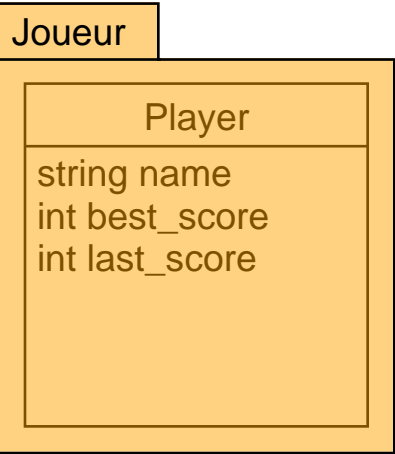 Joueur
Player
string name
int best_score
int last_score